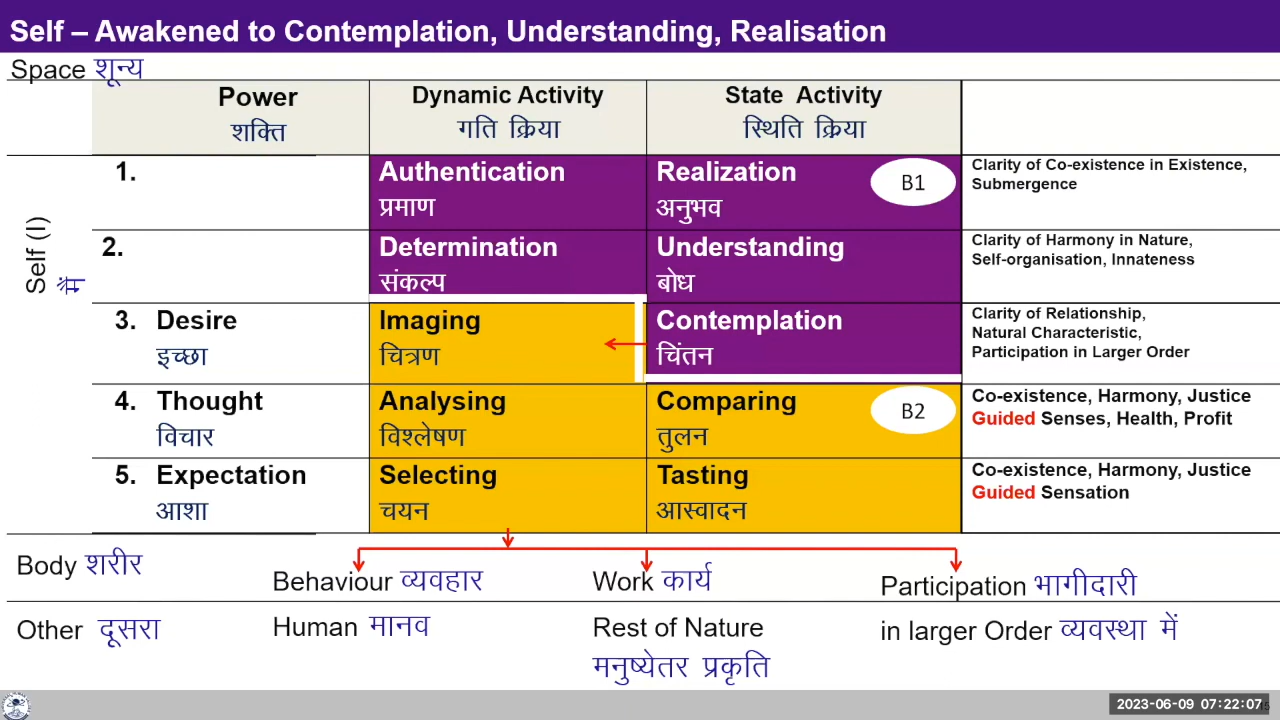 Self – Awakened to Contemplation, Understanding, Realisation
Space शून्य
Power
शक्ति
Dynamic Activity
गति क्रिया
State Activity
स्थिति क्रिया
Self (I)
मैं
1.
Authentication
प्रमाण
Realization
अनुभव
B1
Clarity of Co-existence in Existence,
Submergence
2.
Determination
संकल्प
Understanding
बोध
Clarity of Harmony in Nature,
Self-organisation, Innateness
3. Desire
इच्छा
Imaging
चित्रण
Contemplation
चिंतन
Clarity of Relationship,
Natural Characteristic,
Participation in Larger Order
4. Thought
विचार
Analysing
विश्लेषण
Comparing
तुलन
B2
Co-existence, Harmony, Justice
Guided Senses, Health, Profit
5. Expectation
आशा
Selecting
चयन
Tasting
आस्वादन
Co-existence, Harmony, Justice
Guided Sensation
Body शरीर
Behaviour व्यवहार
Work कार्य
Participation भागीदारी
Other दूसरा
Human मानव
Rest of Nature
मनुष्येतर प्रकृति
in larger Order व्यवस्था में
2023-06-09 07:22:07